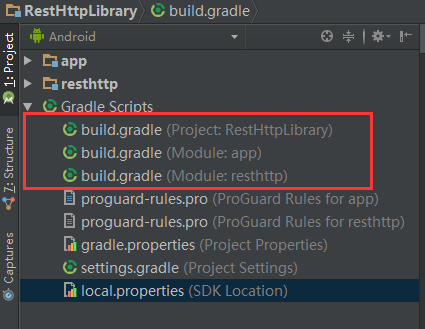 RestHttpLibrary build.gradle
1: Project
Android
app
resthttp
Gradle Scripts
build.gradle (Project: RestHttpLibrary)
build.gradle (Module: app)
build.gradle (Module: resthttp)
proguard-rules.pro (ProGuard Rules for app)
proguard-rules.pro (ProGuard Rules for resthttp)
gradle.properties (Project Properties)
settings.gradle (Project Settings)
local.properties (SDK Location)
Z: Structure
Captures